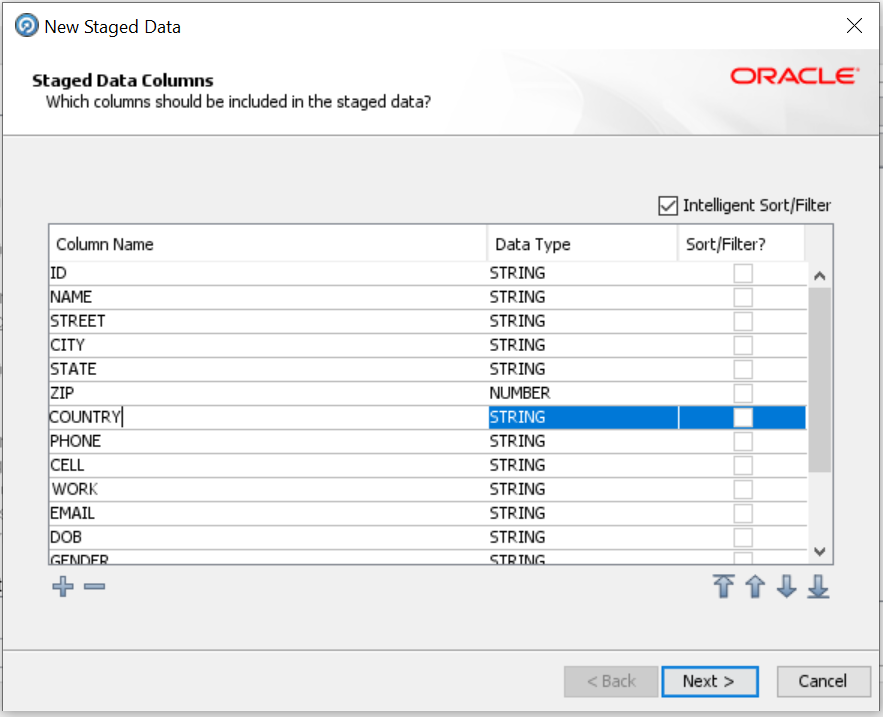 New Staged Data
Staged Data Columns
ORACLE
Which columns should be included in the staged data?
Intelligent Sort/Filter
Column Name Data Type Sort/Filter?
ID STRING
NAME STRING
STREET STRING
CITY STRING
STATE STRING
ZIP NUMBER
COUNTRY STRING
PHONE STRING
CELL STRING
WORK STRING
EMAIL STRING
DOB STRING
GENDER STRING
< Back Next > Cancel